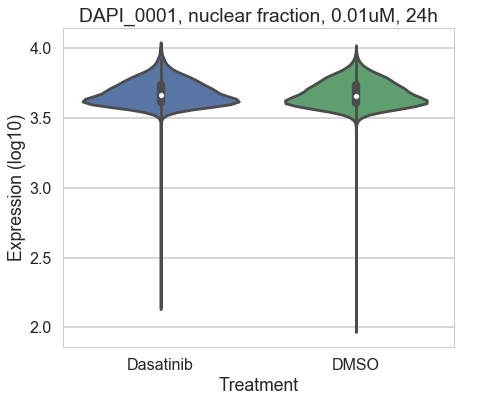 DAPI_0001, nuclear fraction, 0.01uM, 24h
Expression (log10)
4.0
3.5
3.0
2.5
2.0
Dasatinib DMSO
Treatment